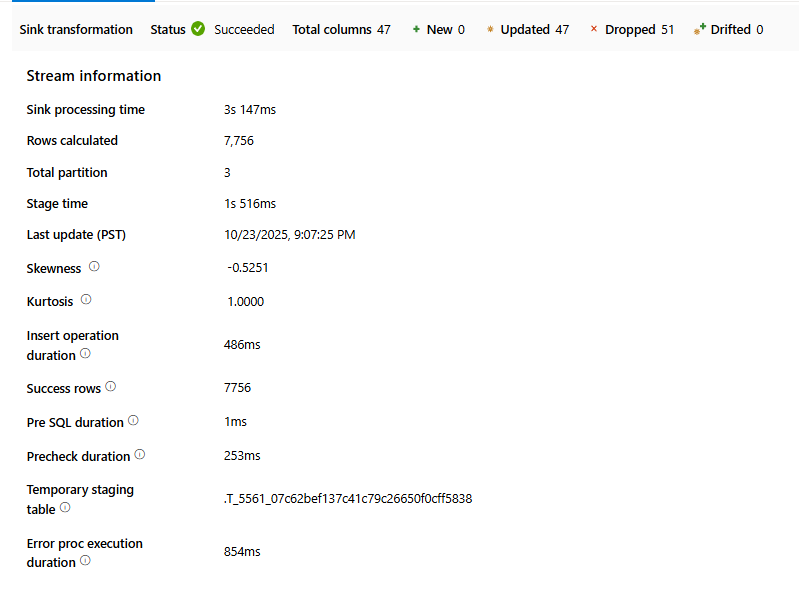 Sink transformation Status Succeeded Total columns 47 New 0 Updated 47 Dropped 51 Drifted 0
Stream information
Sink processing time 3s 147ms
Rows calculated 7,756
Total partition 3
Stage time 1s 516ms
Last update (PST) 10/23/2025, 9:07:25 PM
Skewness -0.5251
Kurtosis 1.0000
Insert operation
duration 486ms
Success rows 7756
Pre SQL duration 1ms
Precheck duration 253ms
Temporary staging
table .T_5561_07c62bef137c41c79c26650f0cff5838
Error proc execution
duration 854ms